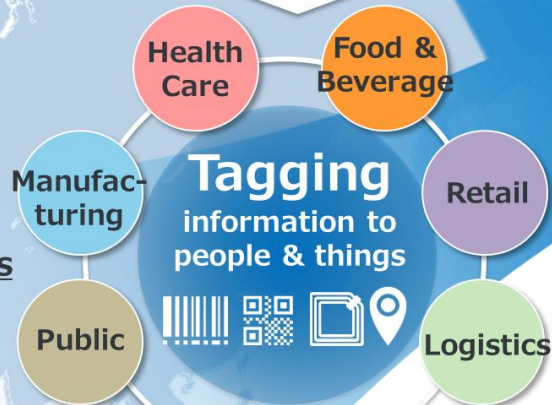 Health
Care
Food &
Beverage
Manufac-
turing
Tagging
information to
people & things
Retail
s
Public
Logistics